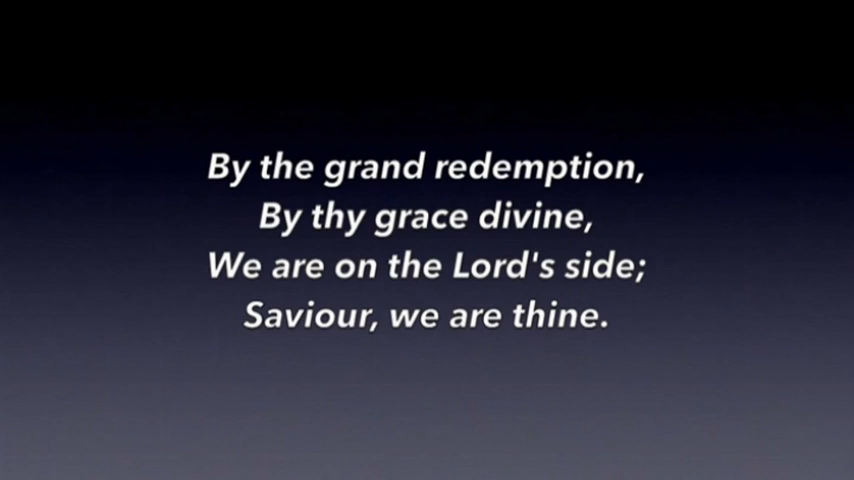 By the grand redemption,
By thy grace divine,
We are on the Lord's side;
Saviour, we are thine.